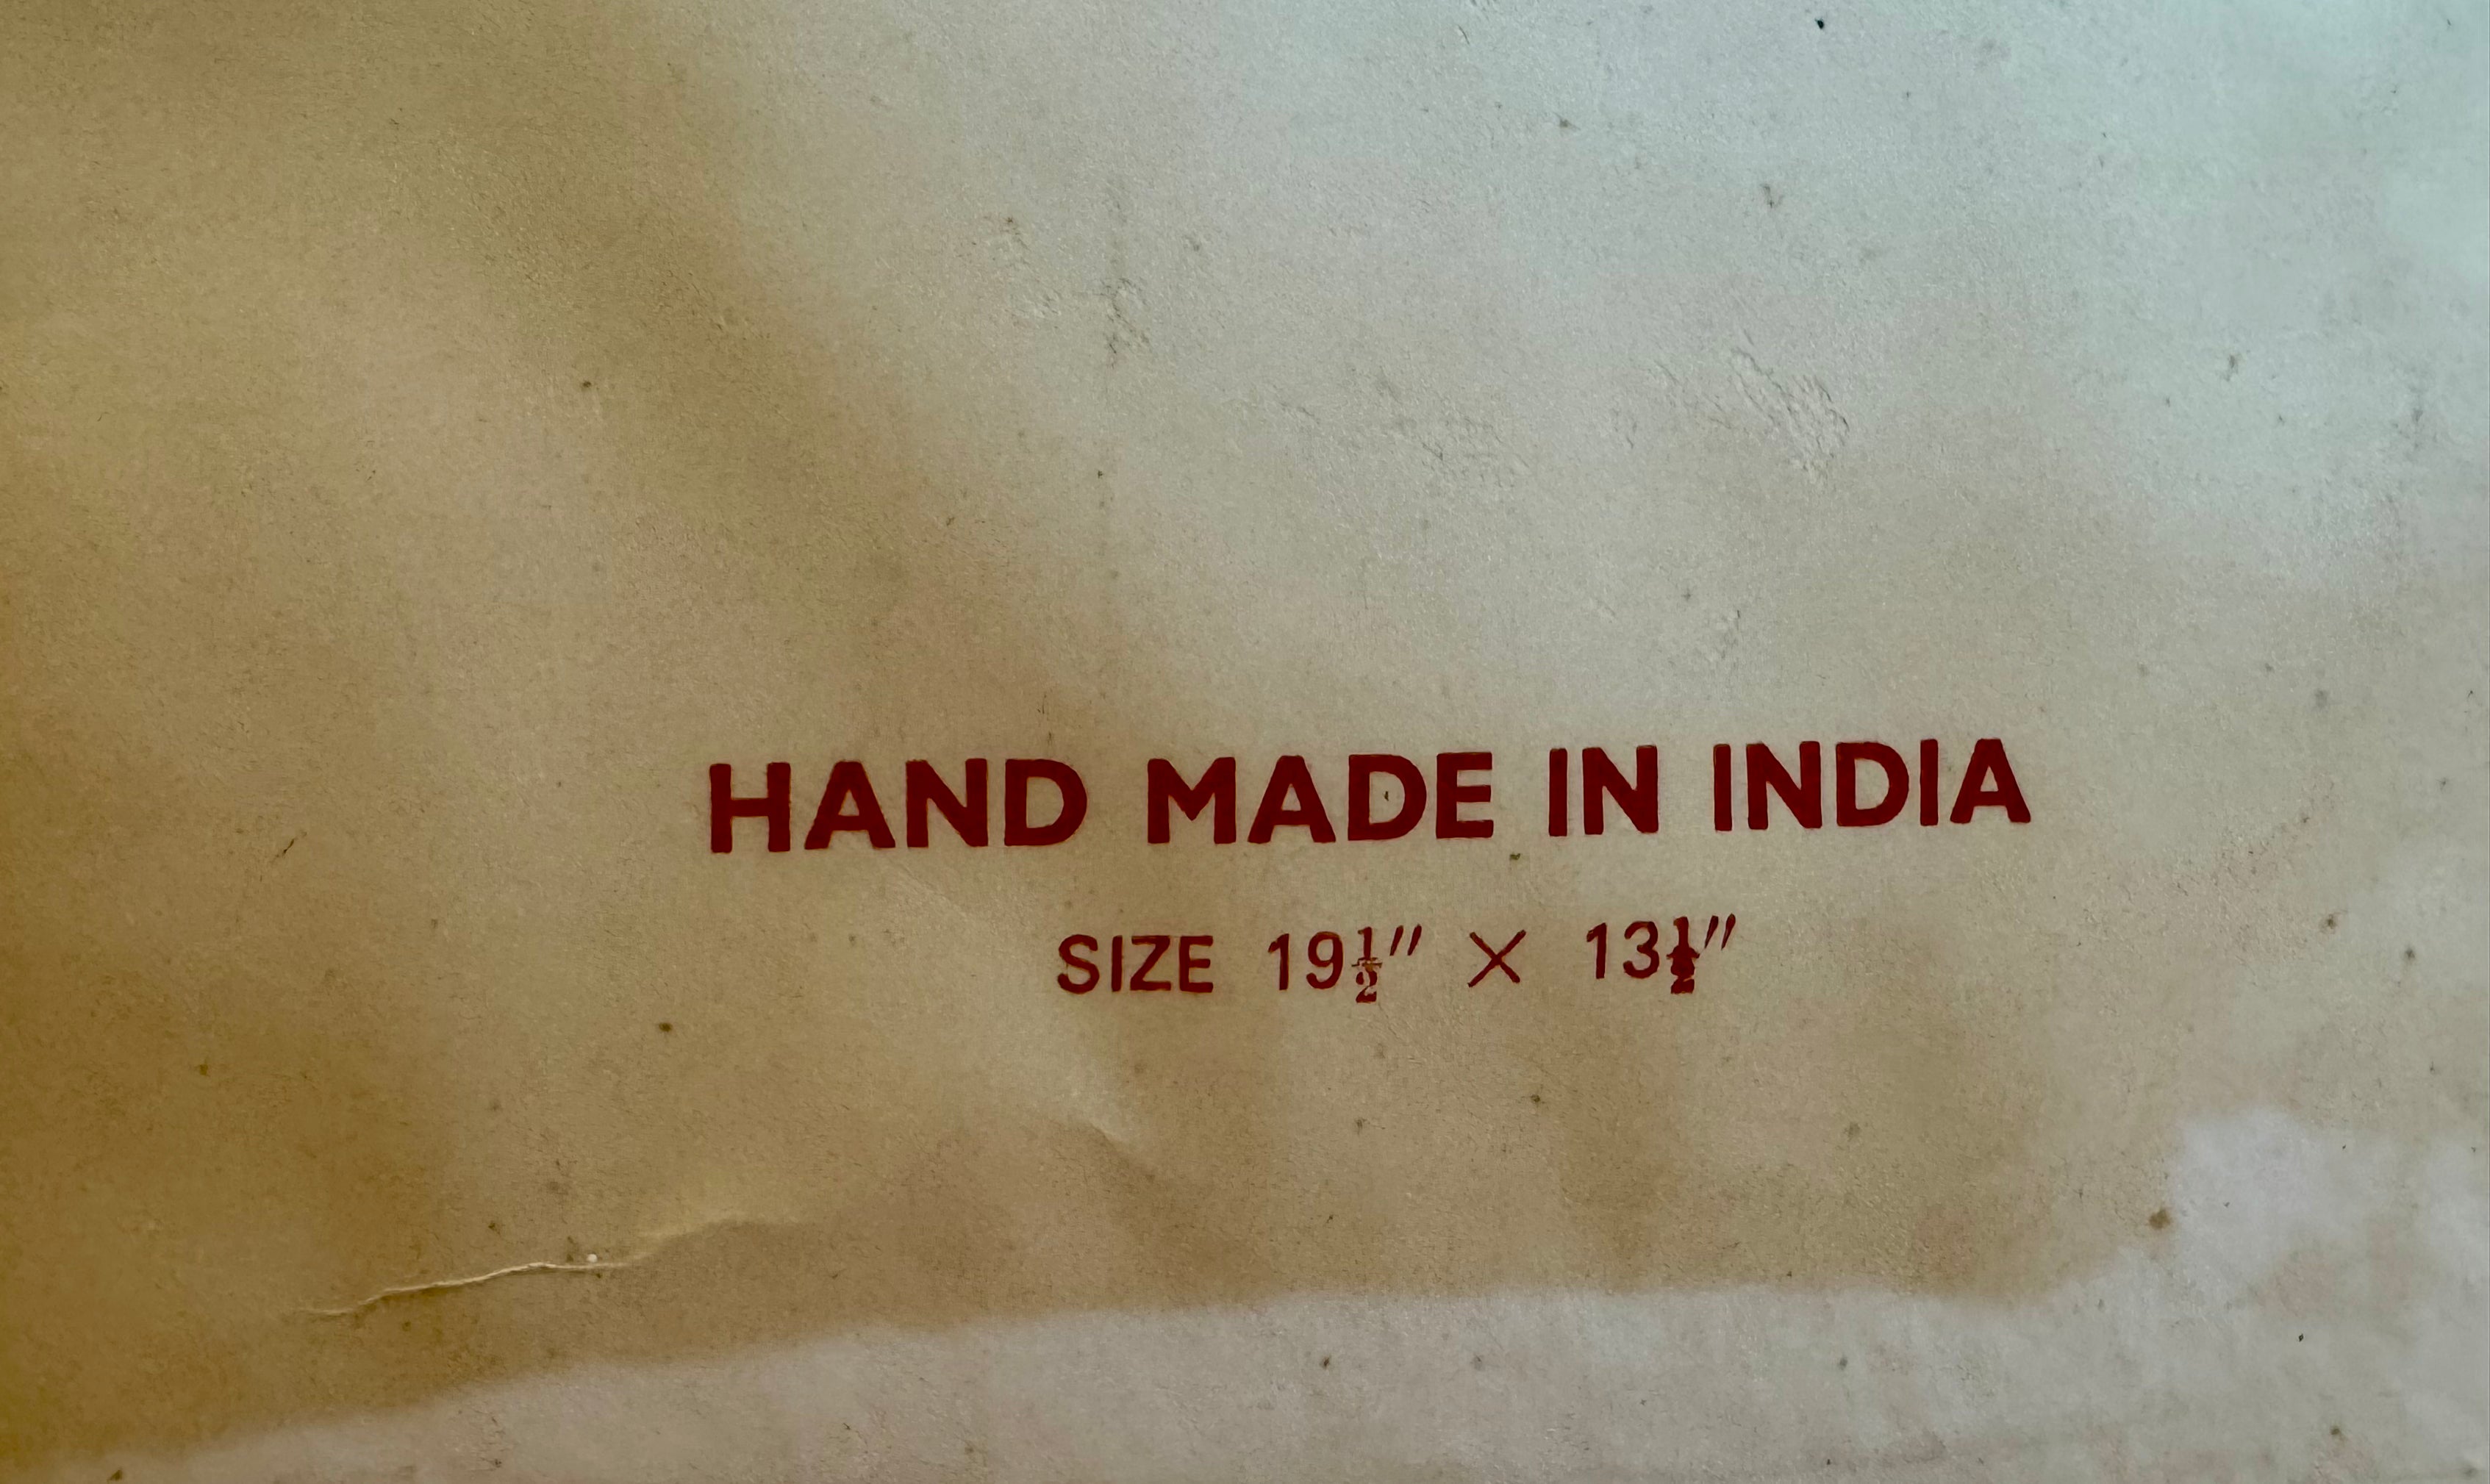 HAND MADE IN INDIA
SIZE 19½″ × 13½″